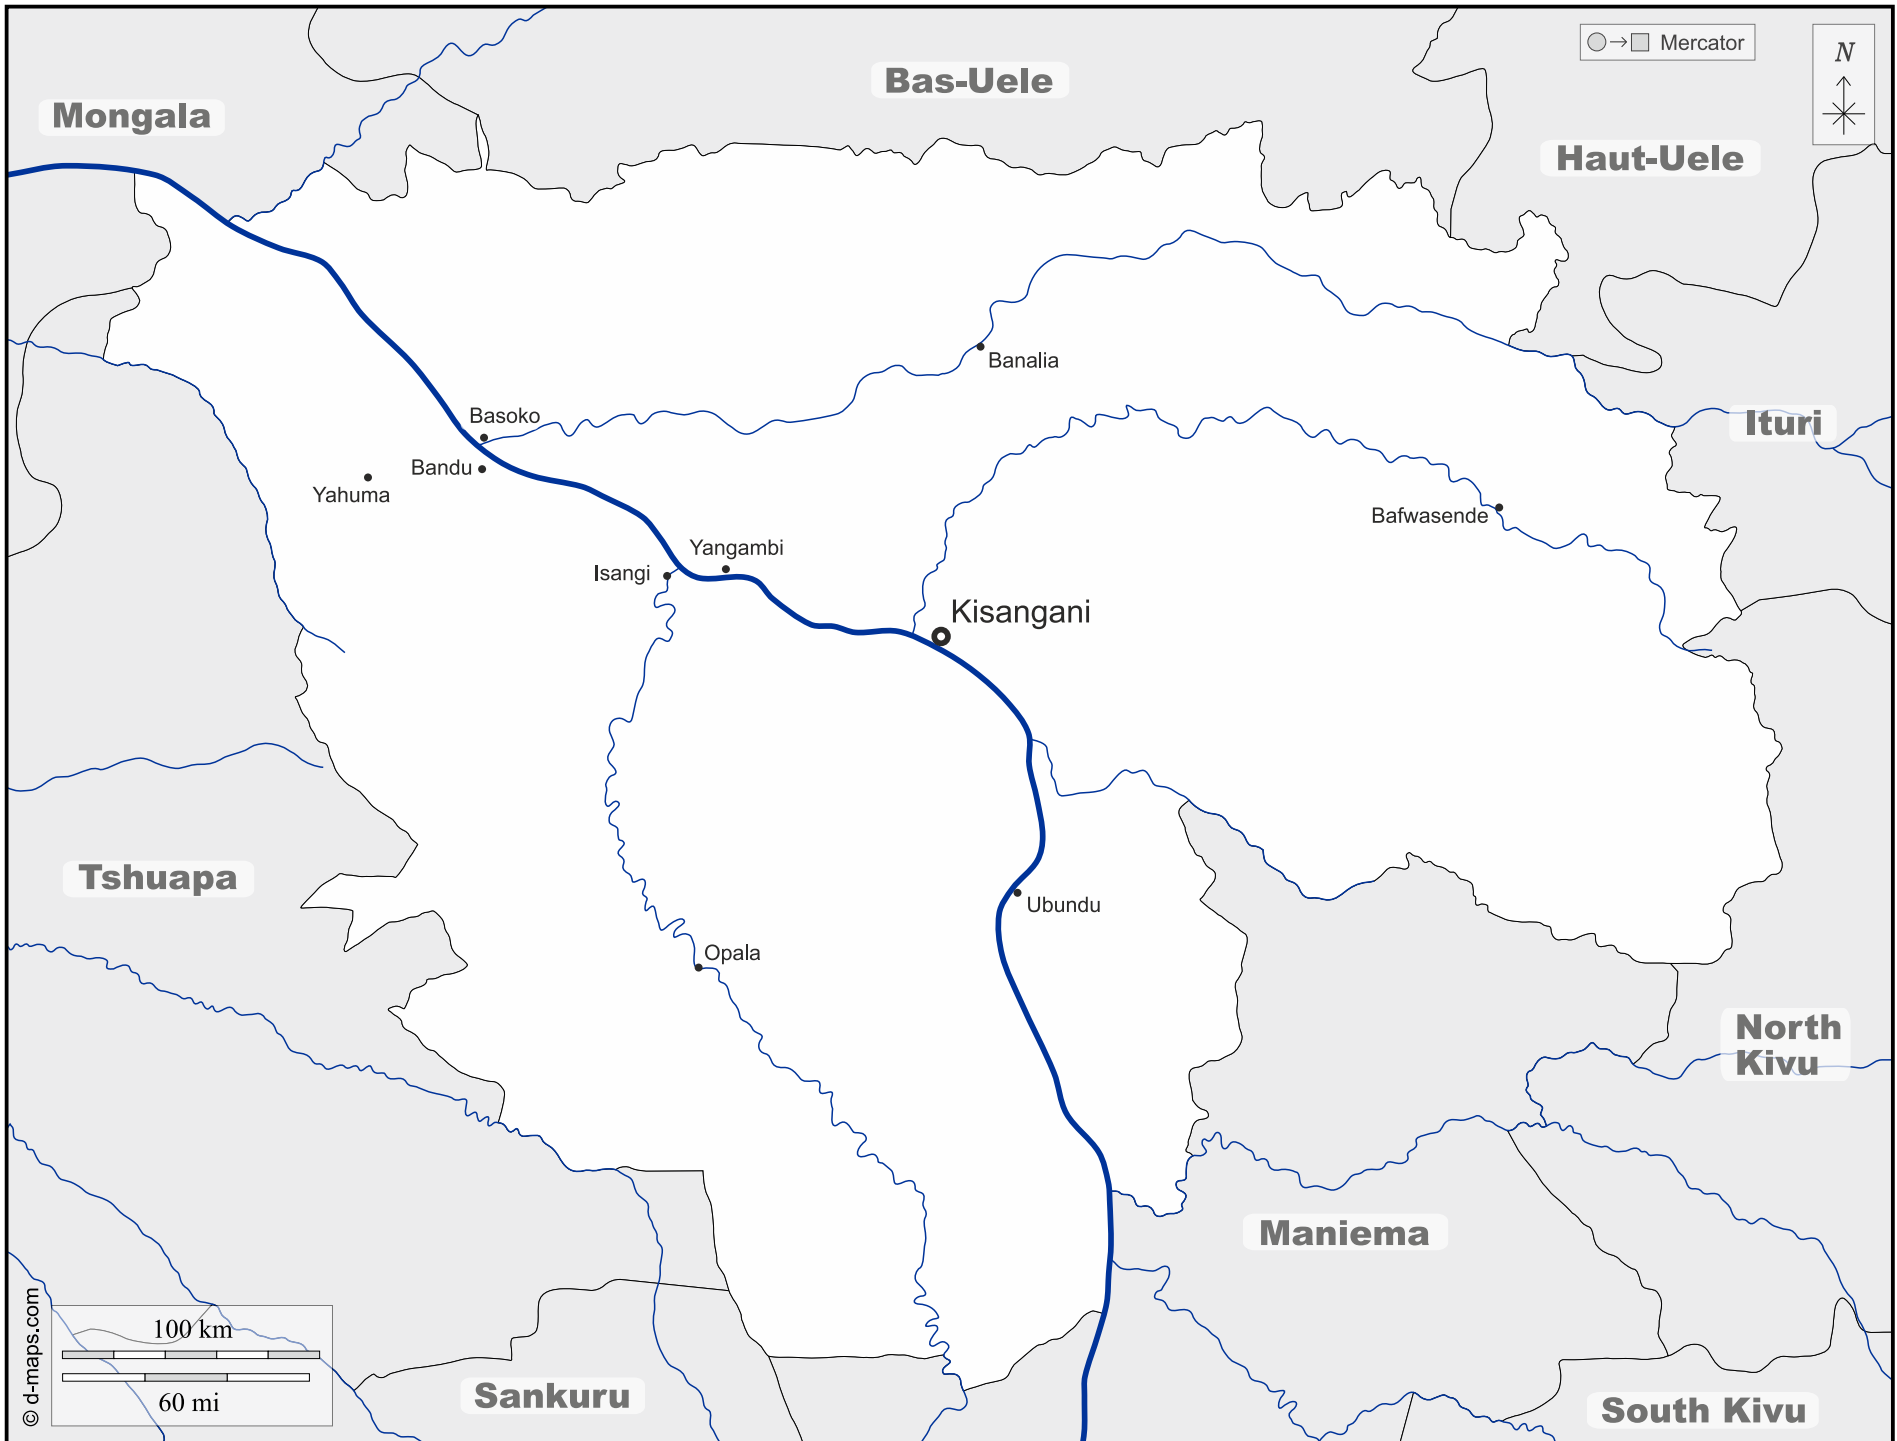 Mercator
N
Bas-Uele
Mongala
Haut-Uele
Banalia
Basoko
Ituri
Bandu
Yahuma
Bafwasende
Yangambi
Isangi
Kisangani
Tshuapa
Ubundu
Opala
North
Kivu
Maniema
100 km
60 mi
Sankuru
South Kivu
© d-maps.com